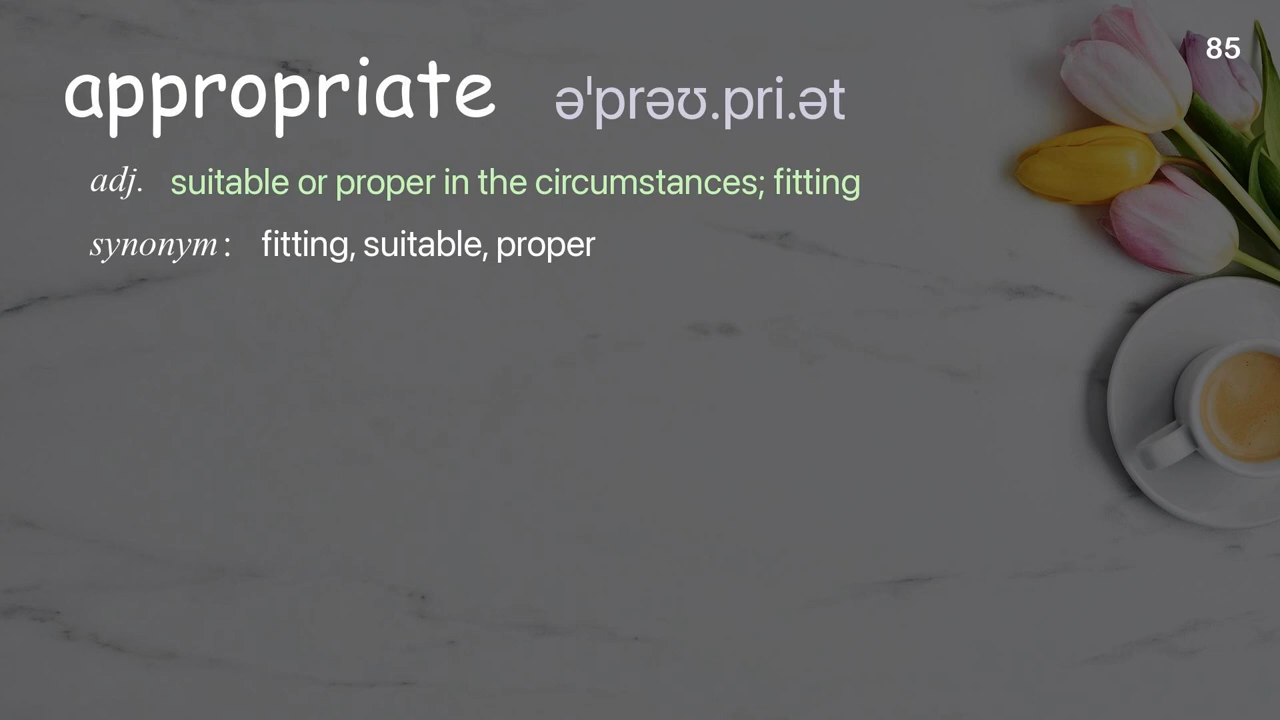 85
appropriate əˈprəʊ.pri.ət
adj. suitable or proper in the circumstances; fitting
synonym: fitting, suitable, proper